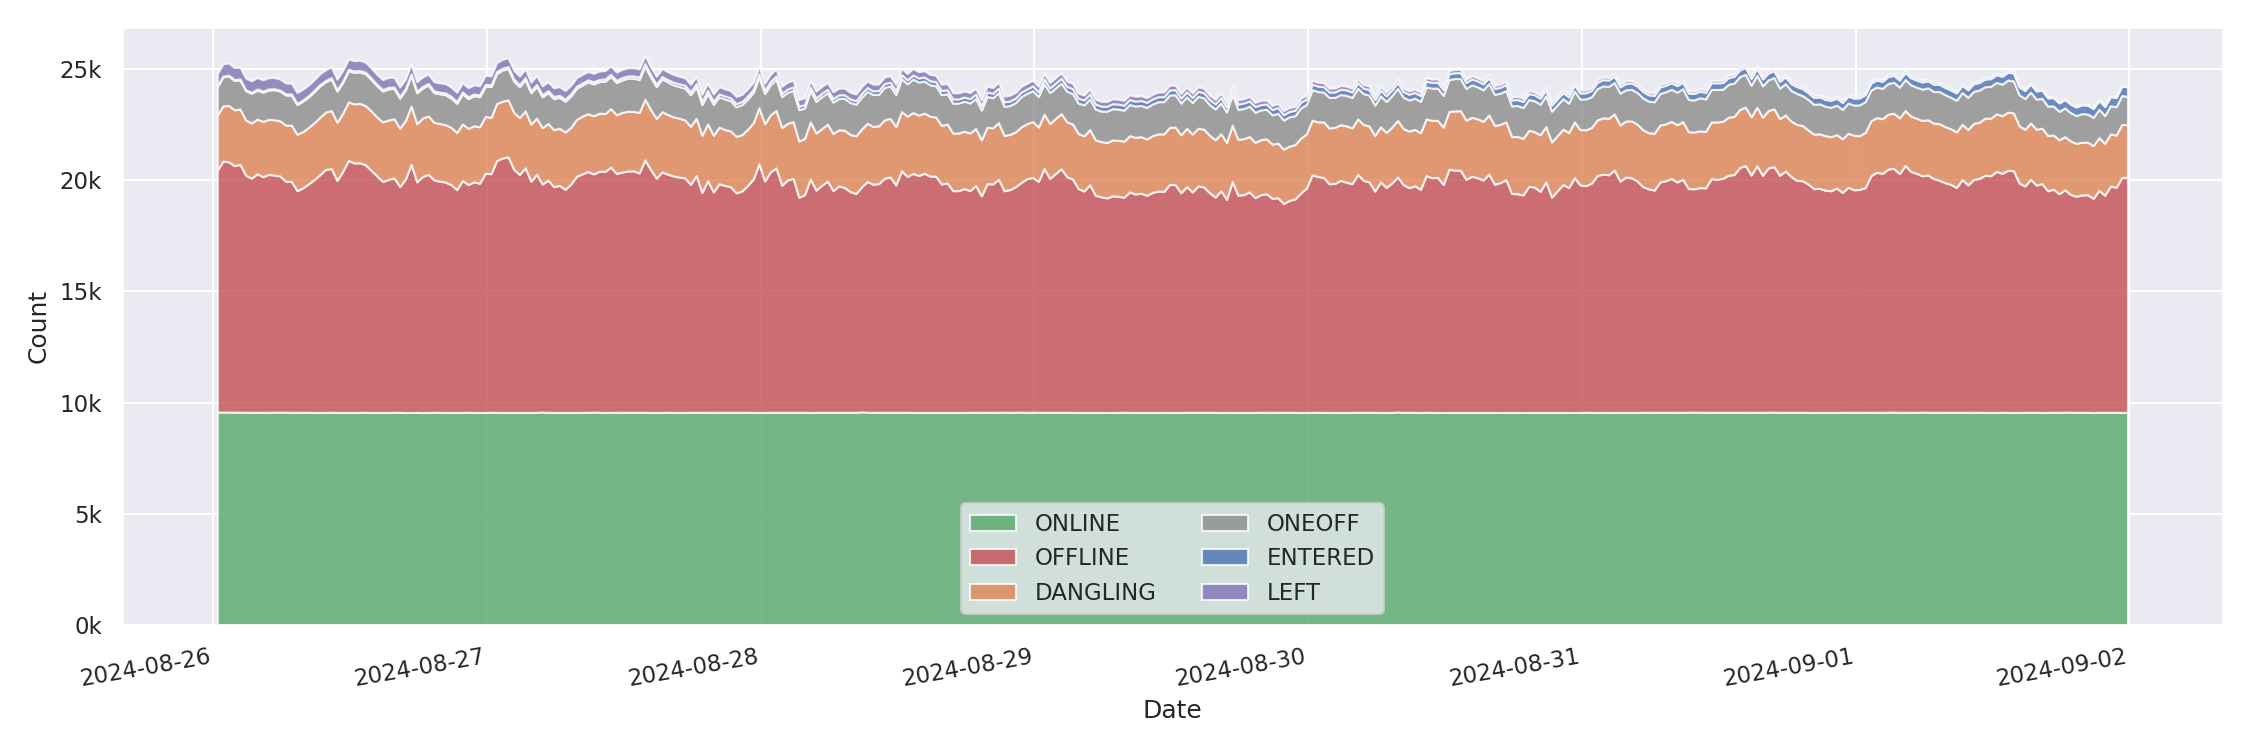 25k
20k
15k
10k
5k
0k
Count
ONLINE
OFFLINE
DANGLING
ONEOFF
ENTERED
LEFT
2024-08-26
2024-08-27
2024-08-28
2024-08-29
2024-08-30
2024-08-31
2024-09-01
2024-09-02
Date